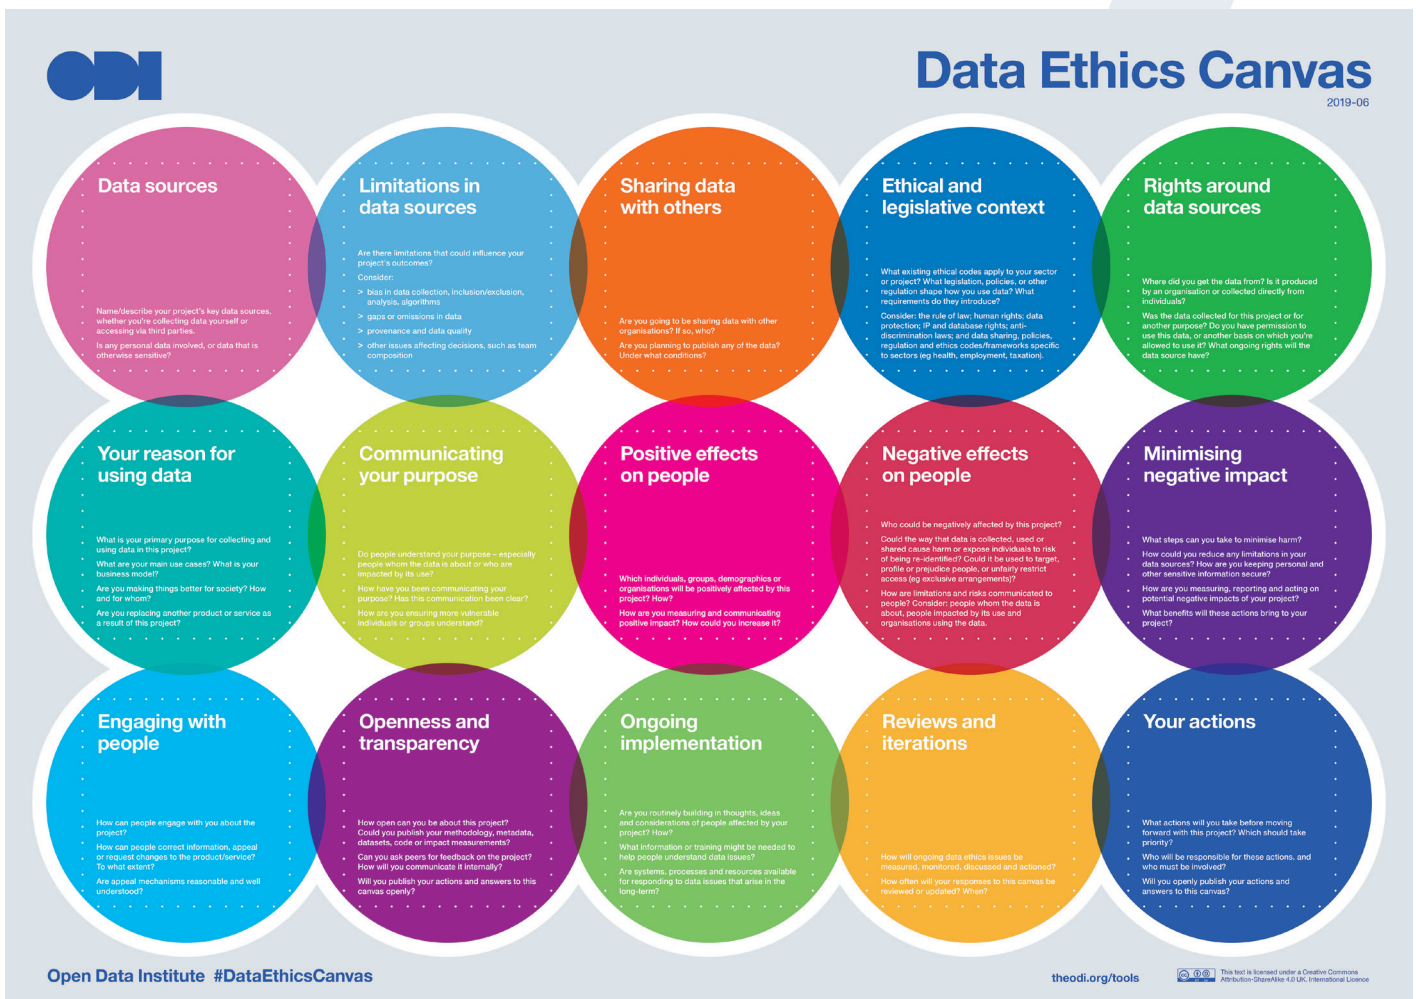 ODI
Data Ethics Canvas
2019-06
Data sources
Name/describe your project's key data sources,
whether you're collecting data yourself or
accessing via third parties.
Is any personal data involved, or data that is
otherwise sensitive?
Limitations in
data sources
Are there limitations that could influence your
project's outcomes?
Consider:
> bias in data collection, inclusion/exclusion,
analysis, algorithms
> gaps or omissions in data
> provenance and data quality
> other issues affecting decisions, such as team
composition
Sharing data
with others
Are you going to be sharing data with other
organisations? If so, who?
Are you planning to publish any of the data?
Under what conditions?
Ethical and
legislative context
What existing ethical codes apply to your sector
or project? What legislation, policies, or other
regulation shape how you use data? What
requirements do they introduce?
Consider: the rule of law; human rights; data
protection; IP and database rights; anti-
discrimination laws; and data sharing, policies,
regulation and ethics codes/frameworks specific
to sectors (eg health, employment, taxation).
Rights around
data sources
Where did you get the data from? Is it produced
by an organisation or collected directly from
individuals?
Was the data collected for this project or for
another purpose? Do you have permission to
use this data, or another basis on which you're
allowed to use it? What ongoing rights will the
data source have?
Your reason for
using data
What is your primary purpose for collecting and
using data in this project?
What are your main use cases? What is your
business model?
Are you making things better for society? How
and for whom?
Are you replacing another product or service as
a result of this project?
Communicating
your purpose
Do people understand your purpose – especially
people whom the data is about or who are
impacted by its use?
How have you been communicating your
purpose? Has this communication been clear?
How are you ensuring more vulnerable
individuals or groups understand?
Positive effects
on people
Which individuals, groups, demographics or
organisations will be positively affected by this
project? How?
How are you measuring and communicating
positive impact? How could you increase it?
Negative effects
on people
Who could be negatively affected by this project?
Could the way that data is collected, used or
shared cause harm or expose individuals to risk
of being re-identified? Could it be used to target,
profile or prejudice people, or unfairly restrict
access (eg exclusive arrangements)?
How are limitations and risks communicated to
people? Consider: people whom the data is
about, people impacted by its use and
organisations using the data.
Minimising
negative impact
What steps can you take to minimise harm?
How could you reduce any limitations in your
data sources? How are you keeping personal and
other sensitive information secure?
How are you measuring, reporting and acting on
potential negative impacts of your project?
What benefits will these actions bring to your
project?
Engaging with
people
How can people engage with you about the
project?
How can people correct information, appeal
or request changes to the product/service?
To what extent?
Are appeal mechanisms reasonable and well
understood?
Openness and
transparency
How open can you be about this project?
Could you publish your methodology, metadata,
datasets, code or impact measurements?
Can you ask peers for feedback on the project?
How will you communicate it internally?
Will you publish your actions and answers to this
canvas openly?
Ongoing
implementation
Are you routinely building in thoughts, ideas
and considerations of people affected by your
project? How?
What information or training might be needed to
help people understand data issues?
Are systems, processes and resources available
for responding to data issues that arise in the
long-term?
Reviews and
iterations
How will ongoing data ethics issues be
measured, monitored, discussed and actioned?
How often will your responses to this canvas be
reviewed or updated? When?
Your actions
What actions will you take before moving
forward with this project? Which should take
priority?
Who will be responsible for these actions, and
who must be involved?
Will you openly publish your actions and
answers to this canvas?
Open Data Institute #DataEthicsCanvas
theodi.org/tools
This text is licensed under a Creative Commons
Attribution-ShareAlike 4.0 UK: International Licence